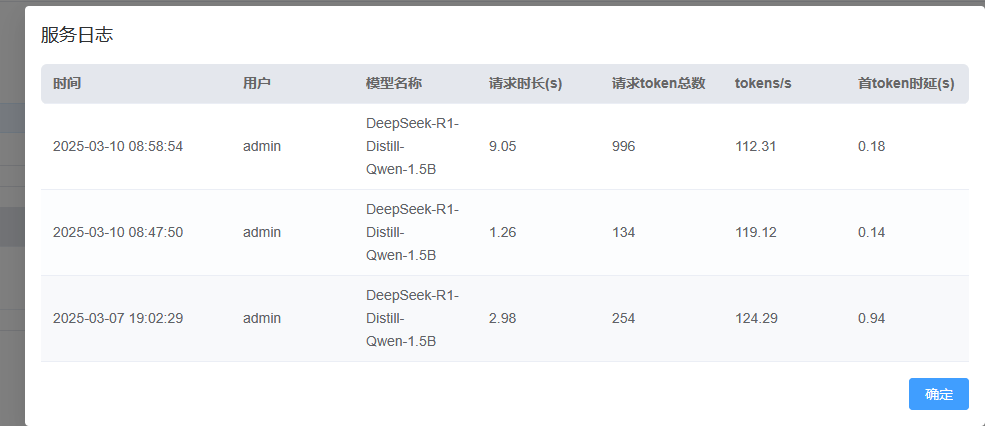 服务日志
时间 用户 模型名称 请求时长(s) 请求token总数 tokens/s 首token时延(s)
DeepSeek-R1-
2025-03-10 08:58:54 admin Distill- 9.05 996 112.31 0.18
Qwen-1.5B
DeepSeek-R1-
2025-03-10 08:47:50 admin Distill- 1.26 134 119.12 0.14
Qwen-1.5B
DeepSeek-R1-
2025-03-07 19:02:29 admin Distill- 2.98 254 124.29 0.94
Qwen-1.5B
确定